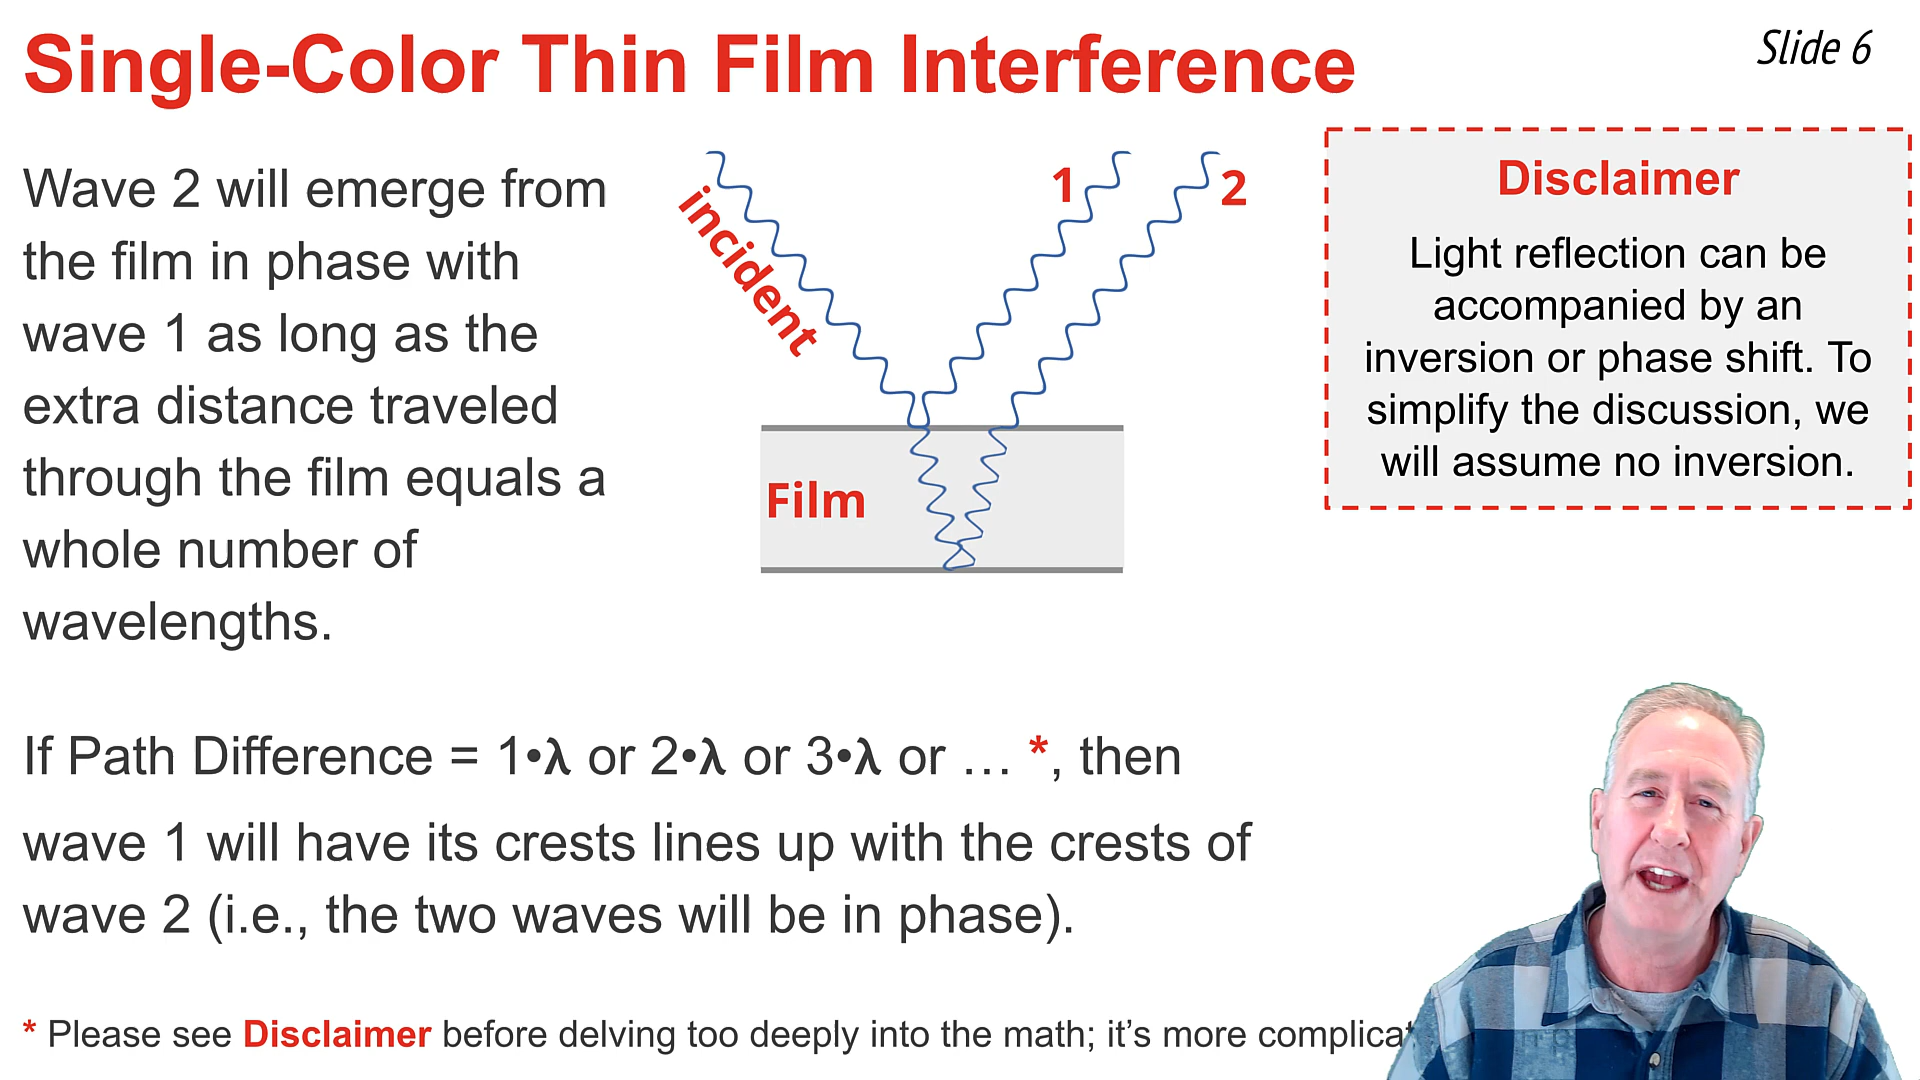 Single-Color Thin Film Interference
Slide 6
Wave 2 will emerge from
the film in phase with
wave 1 as long as the
extra distance traveled
through the film equals a
whole number of
wavelengths.
incident
1
2
Film
Disclaimer
Light reflection can be
accompanied by an
inversion or phase shift. To
simplify the discussion, we
will assume no inversion.
If Path Difference = 1•λ or 2•λ or 3•λ or … *, then
wave 1 will have its crests lines up with the crests of
wave 2 (i.e., the two waves will be in phase).
* Please see Disclaimer before delving too deeply into the math; it’s more